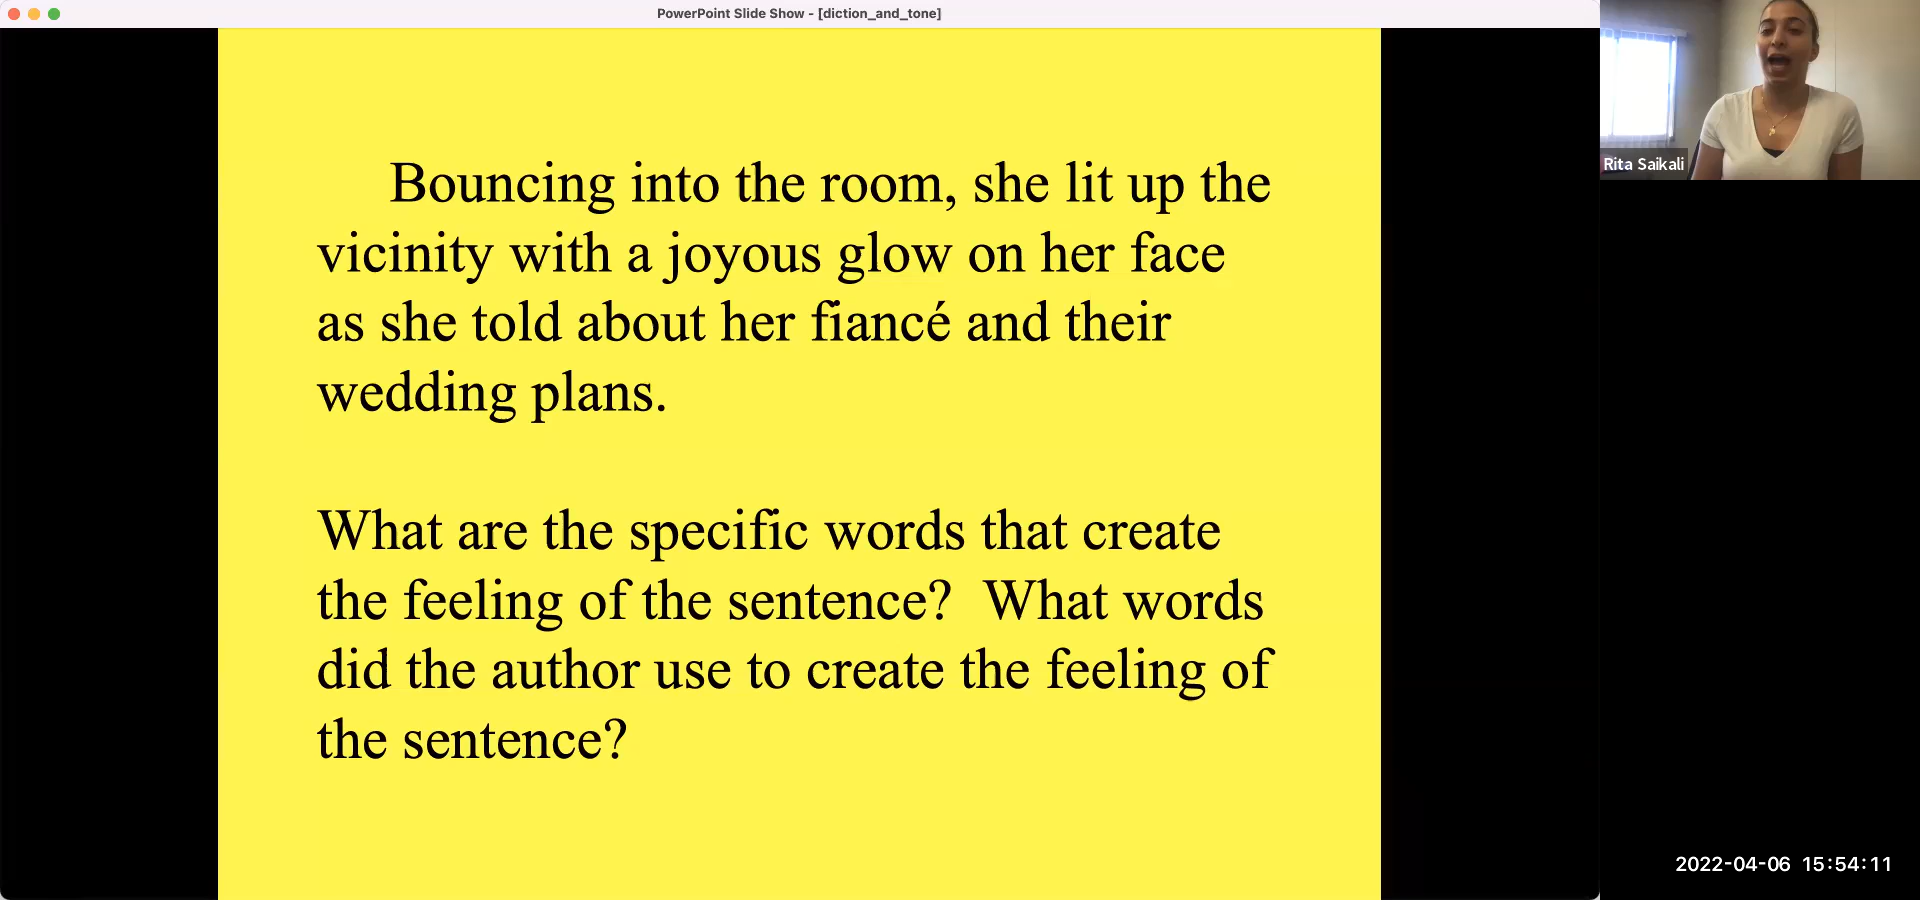 PowerPoint Slide Show - [diction_and_tone]
Bouncing into the room, she lit up the
vicinity with a joyous glow on her face
as she told about her fiancé and their
wedding plans.
What are the specific words that create
the feeling of the sentence?  What words
did the author use to create the feeling of
the sentence?
Rita Saikali
2022-04-06 15:54:11